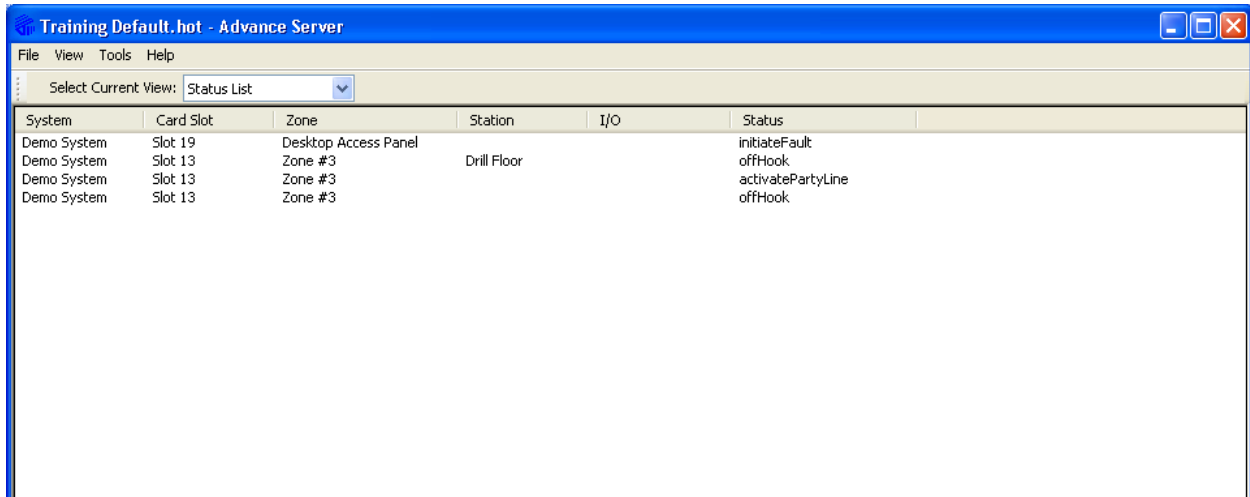 Training Default.hot - Advance Server
File View Tools Help
Select Current View: Status List
System Card Slot Zone Station I/O Status
Demo System Slot 19 Desktop Access Panel initiateFault
Demo System Slot 13 Zone #3 Drill Floor offHook
Demo System Slot 13 Zone #3 activatePartyLine
Demo System Slot 13 Zone #3 offHook